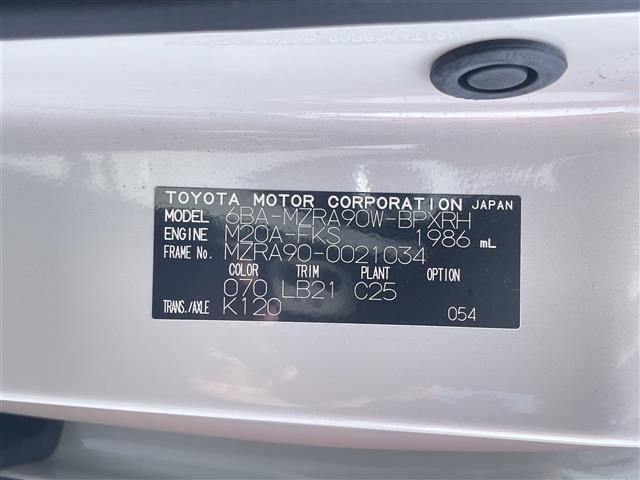 TOYOTA MOTOR CORPORATION JAPAN
MODEL 6BA-MZRA90W-BPXRH
ENGINE M20A-FKS 1986 mL
FRAME No. MZRA90-0021034
COLOR TRIM PLANT OPTION
070 LB21 C25
TRANS./AXLE K120 054